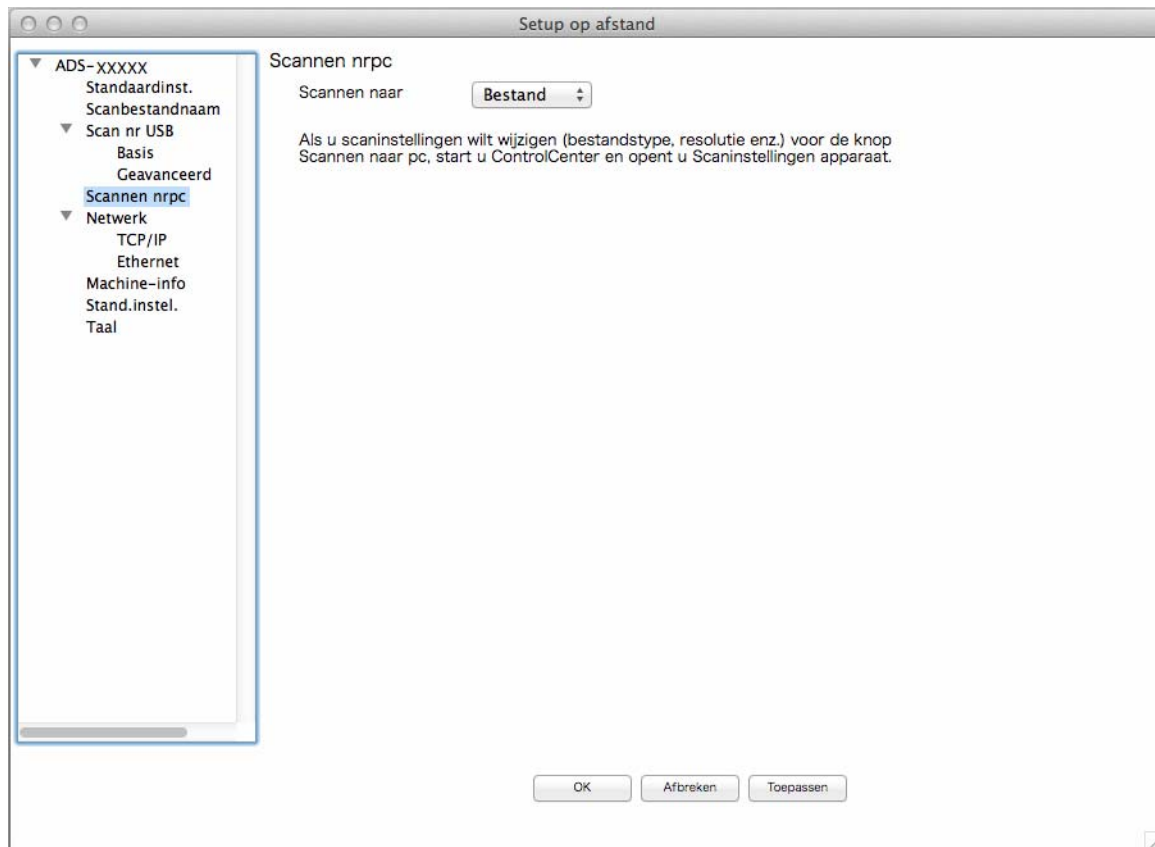 Setup op afstand
ADS-XXXXX
Standaardinst.
Scanbestandnaam
Scan nr USB
Basis
Geavanceerd
Scannen nrpc
Netwerk
TCP/IP
Ethernet
Machine-info
Stand.instel.
Taal
Scannen nrpc
Scannen naar
Bestand
Als u scaninstellingen wilt wijzigen (bestandstype, resolutie enz.) voor de knop
Scannen naar pc, start u ControlCenter en opent u Scaninstellingen apparaat.
OK
Afbreken
Toepassen